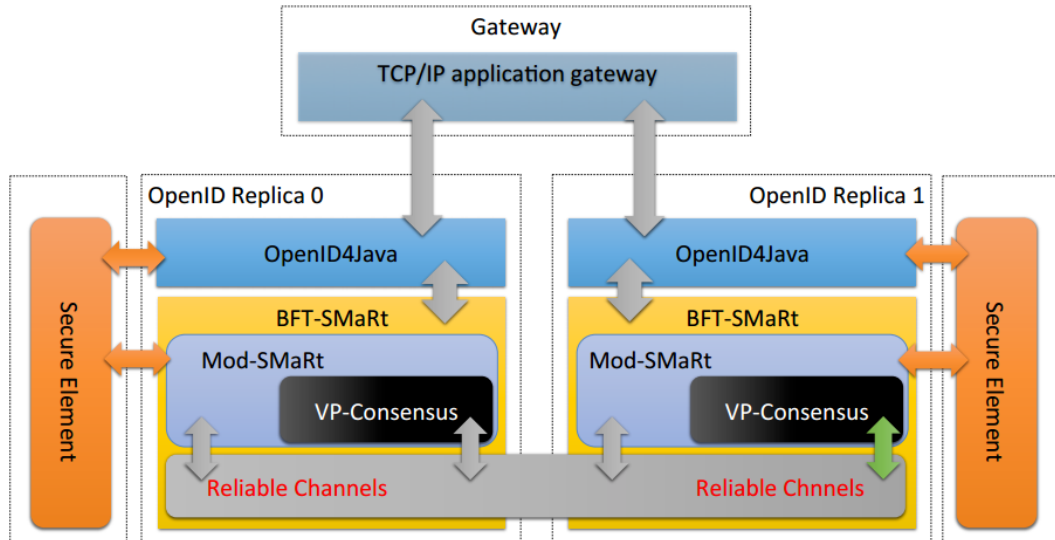 Gateway
TCP/IP application gateway
OpenID Replica 0
OpenID Replica 1
OpenID4Java
OpenID4Java
Secure Element
Secure Element
BFT-SMaRt
BFT-SMaRt
Mod-SMaRt
Mod-SMaRt
VP-Consensus
VP-Consensus
Reliable Channels
Reliable Chnnels